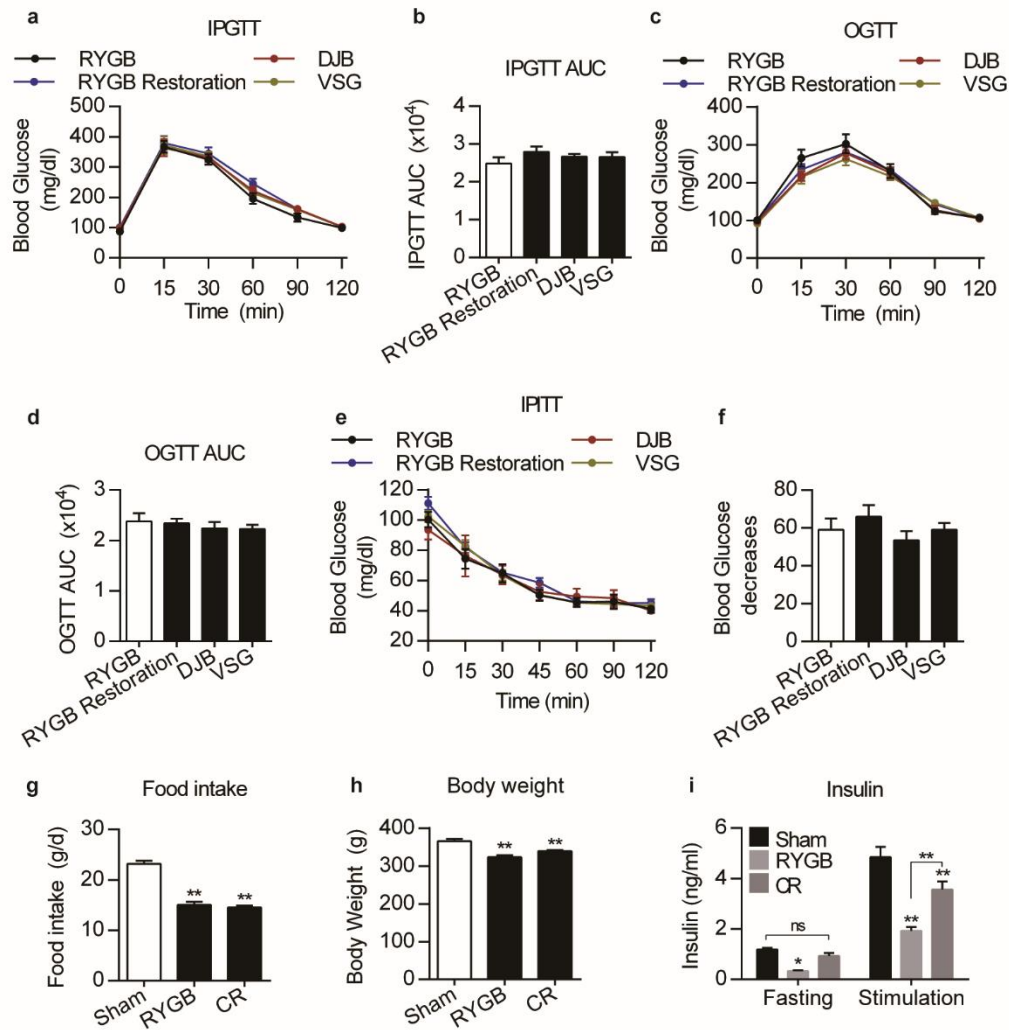 a
IPGTT
RYGB
DJB
RYGB Restoration
VSG
Blood Glucose
(mg/dl)
500
400
300
200
100
0
0 15 30 60 90 120
Time (min)
b
IPGTT AUC
IPGTT AUC (x10⁴)
4
3
2
1
0
RYGB
RYGB Restoration
DJB
VSG
c
OGTT
RYGB
DJB
RYGB Restoration
VSG
Blood Glucose
(mg/dl)
400
300
200
100
0
0 15 30 60 90 120
Time (min)
d
OGTT AUC
OGTT AUC (x10⁴)
3
2
1
0
RYGB
RYGB Restoration
DJB
VSG
e
IPITT
RYGB
DJB
RYGB Restoration
VSG
Blood Glucose
(mg/dl)
120
100
80
60
40
20
0 15 30 45 60 90 120
Time (min)
f
Blood Glucose
decreases
80
60
40
20
0
RYGB
RYGB Restoration
DJB
VSG
g
Food intake
Food intake (g/d)
30
20
10
0
** **
Sham
RYGB
CR
h
Body weight
Body Weight (g)
400
300
200
100
0
** **
Sham
RYGB
CR
i
Insulin
Insulin (ng/ml)
6
4
2
0
Sham
RYGB
CR
ns
*
**
**
**
Fasting Stimulation